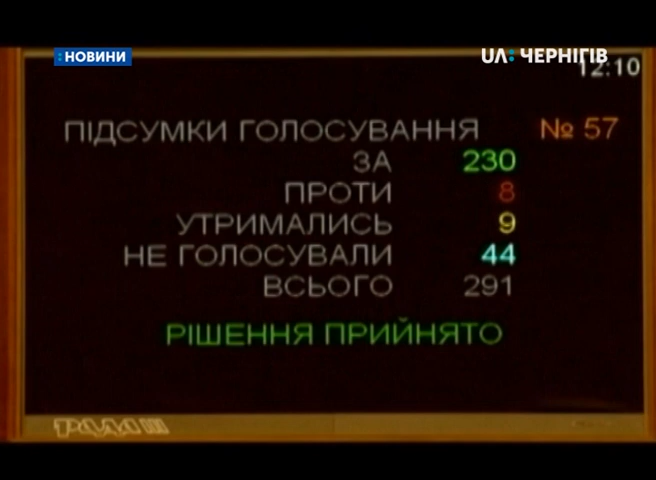 :НОВИНИ
UA: ЧЕРНІГІВ
12:10
ПІДСУМКИ ГОЛОСУВАННЯ № 57
ЗА 230
ПРОТИ 8
УТРИМАЛИСЬ 9
НЕ ГОЛОСУВАЛИ 44
ВСЬОГО 291
РІШЕННЯ ПРИЙНЯТО
РАДА III